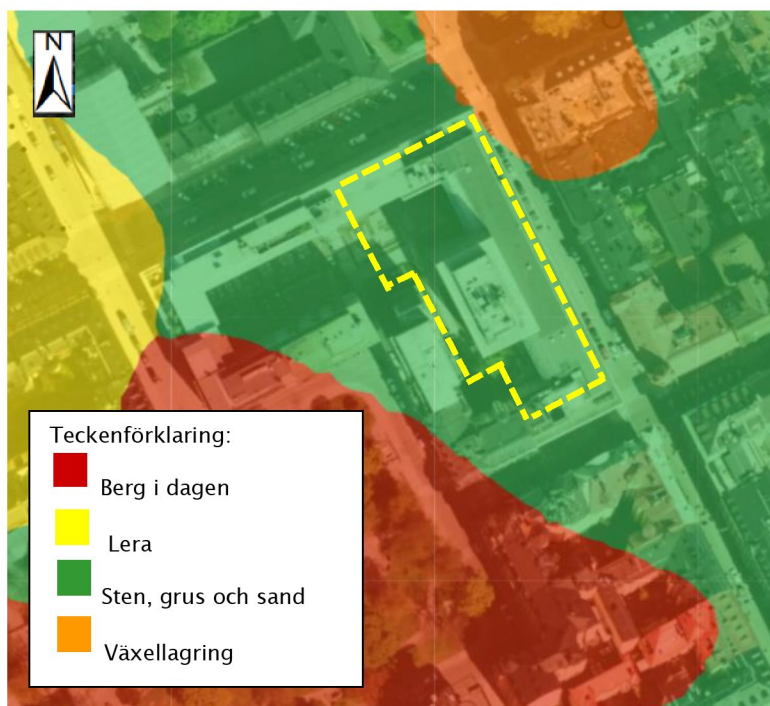 N
Teckenförklaring:
Berg i dagen
Lera
Sten, grus och sand
Växellagring